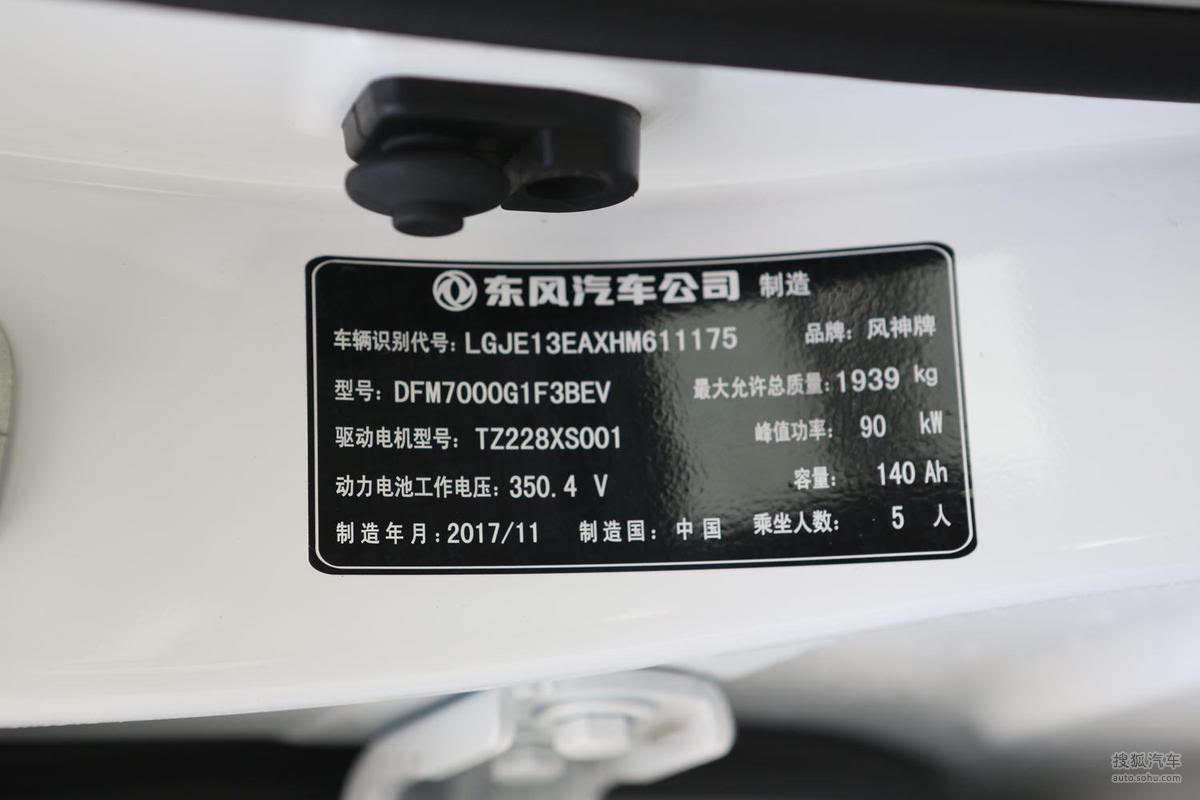 东风汽车公司 制造
车辆识别代号: LGJE13EAXHM611175 品牌: 风神牌
型号: DFM7000G1F3BEV 最大允许总质量: 1939 kg
驱动电机型号: TZ228XS001 峰值功率: 90 kW
动力电池工作电压: 350.4 V 容量: 140 Ah
制造年月: 2017/11 制造国: 中国 乘坐人数: 5 人
搜狐汽车
auto.sohu.com